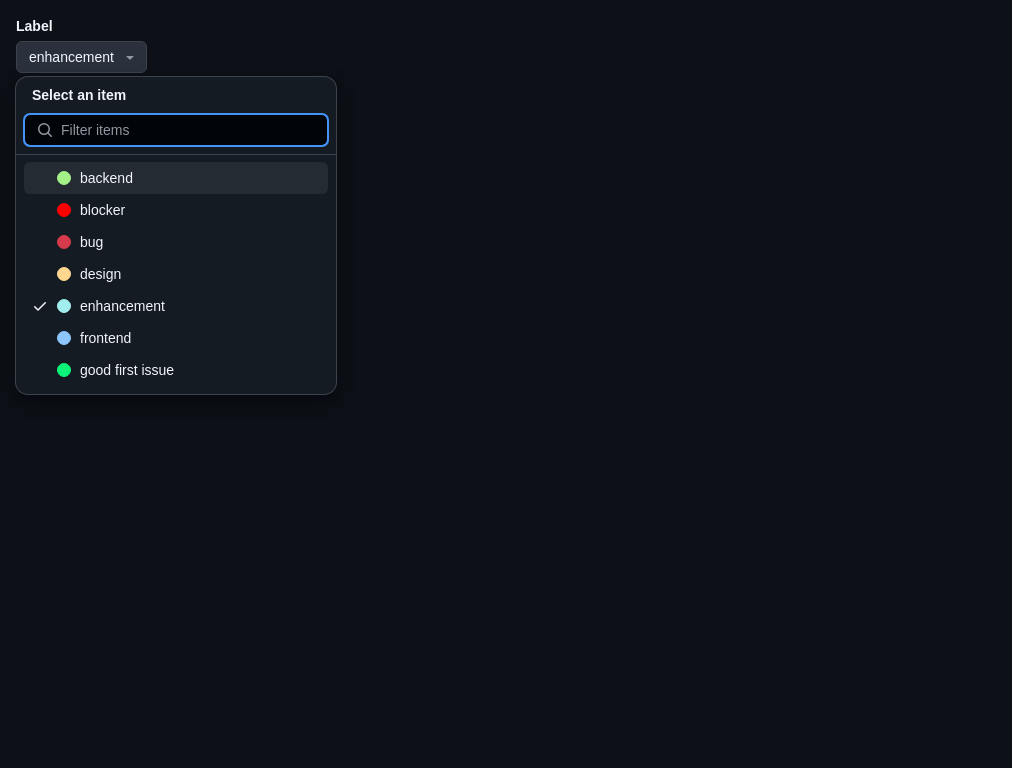 Label
enhancement
Select an item
Filter items
backend
blocker
bug
design
enhancement
frontend
good first issue